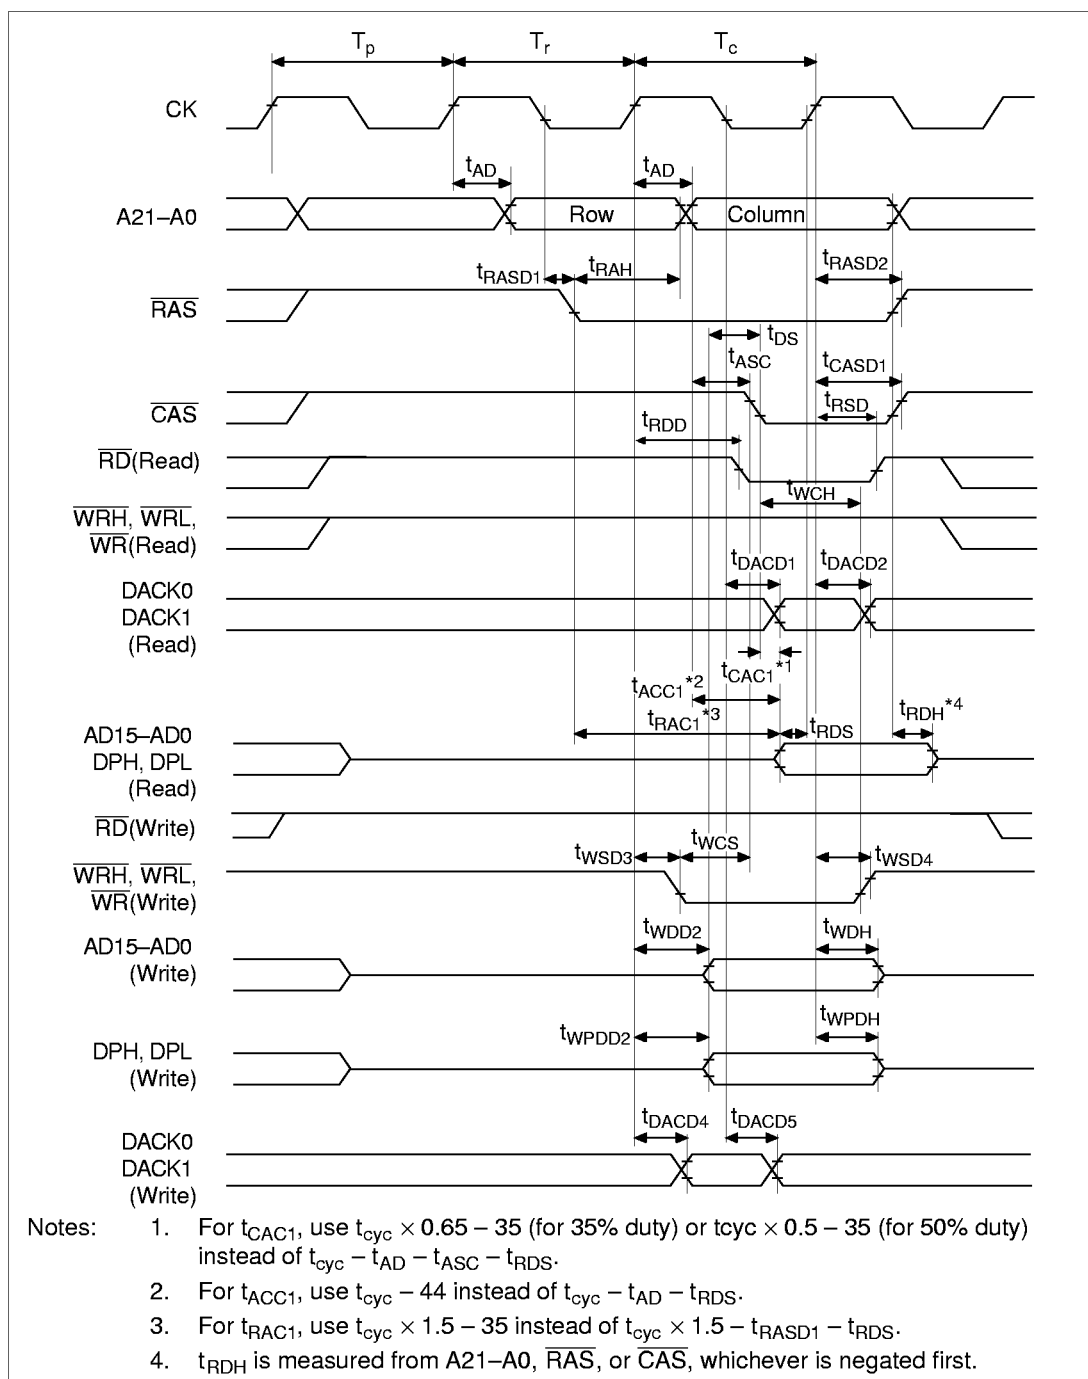 Tp Tr Tc
CK
tAD tAD
A21–A0 Row Column
tRASD1 tRAH tRASD2
RAS
tDS
tASC tCASD1
CAS
tRSD
tRDD
RD(Read)
tWCH
WRH, WRL,
WR(Read)
tDACD1 tDACD2
DACK0
DACK1
(Read)
tCAC1*1
tACC1*2
tRAC1*3 tRDS tRDH*4
AD15–AD0
DPH, DPL
(Read)
RD(Write)
tWSD3 tWCS tWSD4
WRH, WRL,
WR(Write)
tWDD2 tWDH
AD15–AD0
(Write)
tWPDD2 tWPDH
DPH, DPL
(Write)
tDACD4 tDACD5
DACK0
DACK1
(Write)
Notes: 1. For tCAC1, use tcyc × 0.65 – 35 (for 35% duty) or tcyc × 0.5 – 35 (for 50% duty)
instead of tcyc – tAD – tASC – tRDS.
2. For tACC1, use tcyc – 44 instead of tcyc – tAD – tRDS.
3. For tRAC1, use tcyc × 1.5 – 35 instead of tcyc × 1.5 – tRASD1 – tRDS.
4. tRDH is measured from A21–A0, RAS, or CAS, whichever is negated first.